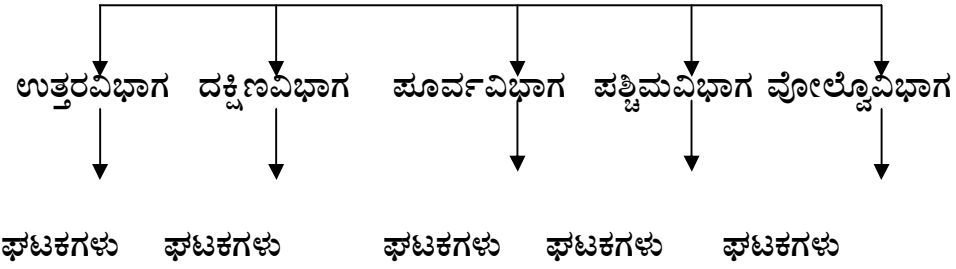 ಉತ್ತರವಿಭಾಗ ದಕ್ಷಿಣವಿಭಾಗ ಪೂರ್ವವಿಭಾಗ ಪಶ್ಚಿಮವಿಭಾಗ ವೋಲ್ವೊವಿಭಾಗ
ಘಟಕಗಳು ಘಟಕಗಳು ಘಟಕಗಳು ಘಟಕಗಳು ಘಟಕಗಳು